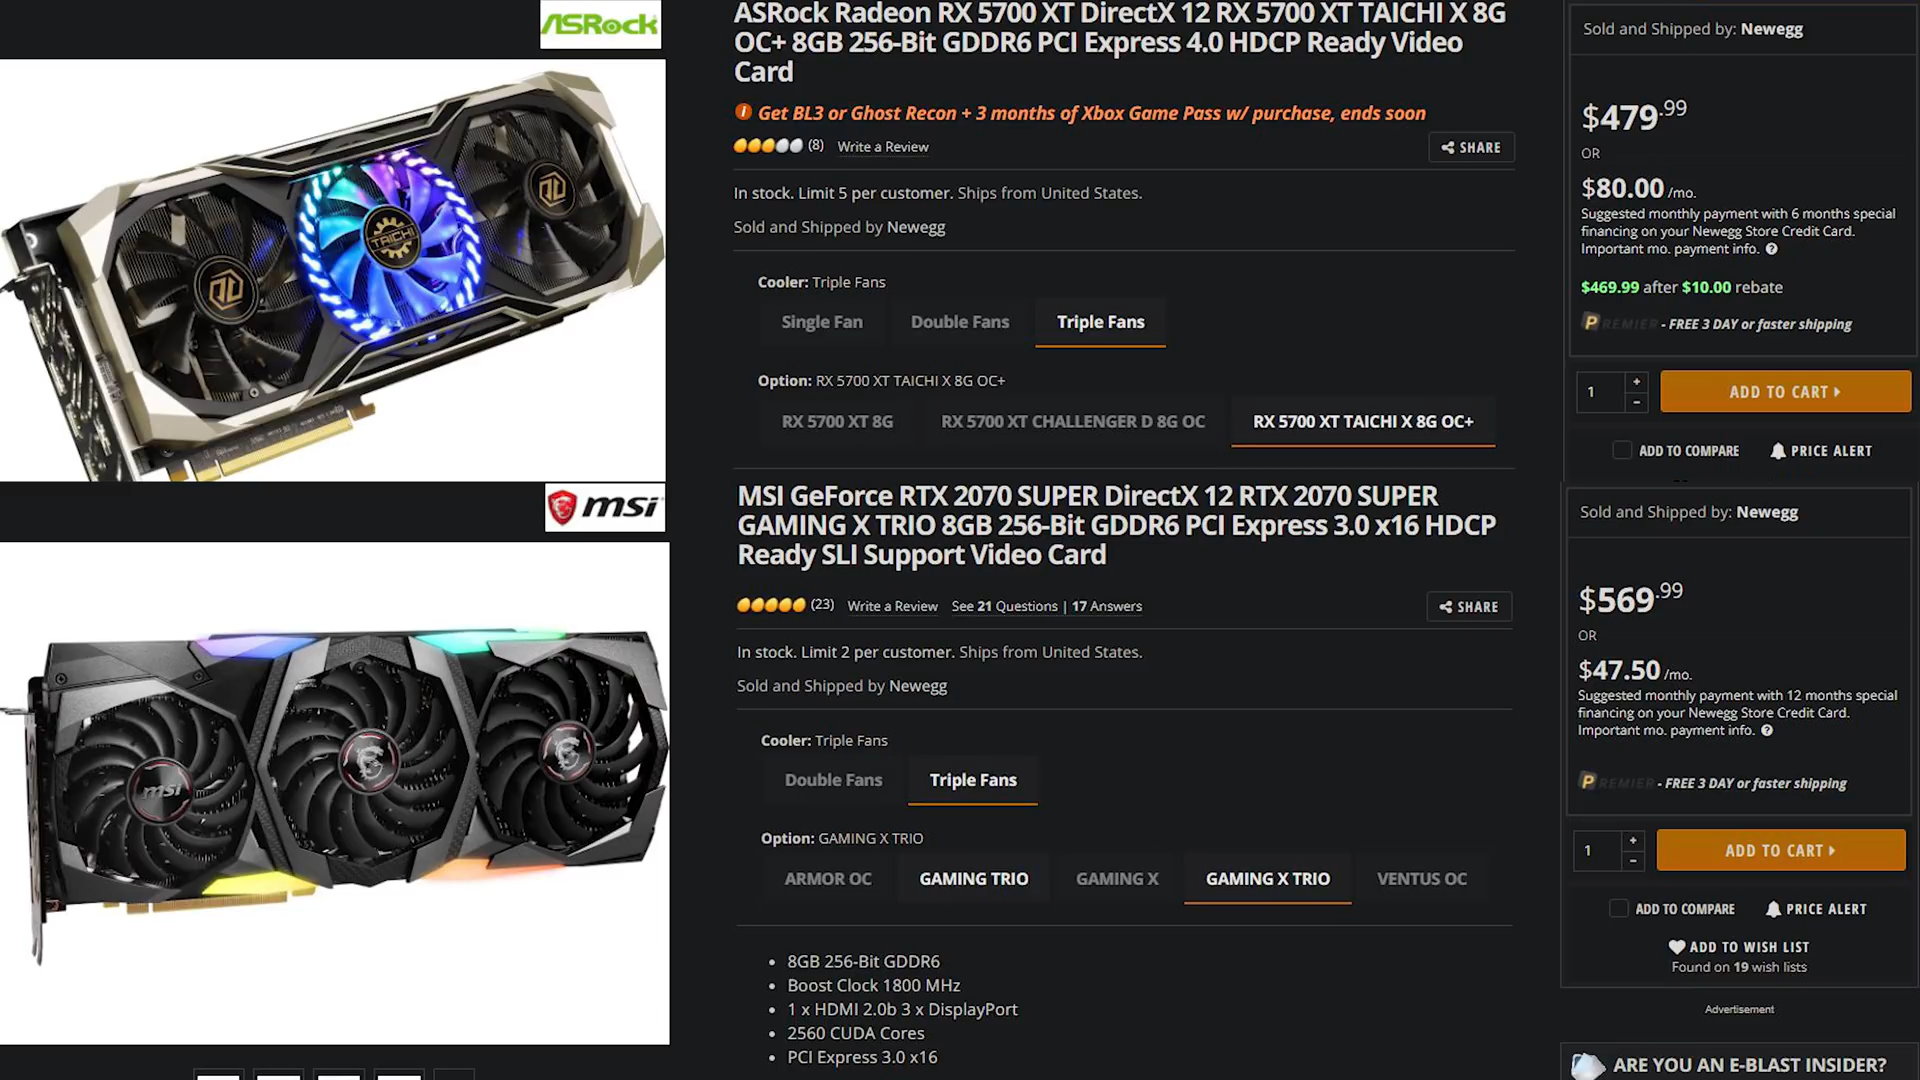 ASRock
ASRock Radeon RX 5700 XT DirectX 12 RX 5700 XT TAICHI X 8G
OC+ 8GB 256-Bit GDDR6 PCI Express 4.0 HDCP Ready Video
Card
Get BL3 or Ghost Recon + 3 months of Xbox Game Pass w/ purchase, ends soon
(8) Write a Review
SHARE
In stock. Limit 5 per customer. Ships from United States.
Sold and Shipped by Newegg
Cooler: Triple Fans
Single Fan Double Fans Triple Fans
Option: RX 5700 XT TAICHI X 8G OC+
RX 5700 XT 8G RX 5700 XT CHALLENGER D 8G OC RX 5700 XT TAICHI X 8G OC+
TAICHI
Sold and Shipped by: Newegg
$479.99
OR
$80.00 /mo.
Suggested monthly payment with 6 months special
financing on your Newegg Store Credit Card.
Important mo. payment info. ?
$469.99 after $10.00 rebate
PREMIER - FREE 3 DAY or faster shipping
1 + -
ADD TO CART
ADD TO COMPARE PRICE ALERT
msi
MSI GeForce RTX 2070 SUPER DirectX 12 RTX 2070 SUPER
GAMING X TRIO 8GB 256-Bit GDDR6 PCI Express 3.0 x16 HDCP
Ready SLI Support Video Card
(23) Write a Review See 21 Questions | 17 Answers
SHARE
In stock. Limit 2 per customer. Ships from United States.
Sold and Shipped by Newegg
Cooler: Triple Fans
Double Fans Triple Fans
Option: GAMING X TRIO
ARMOR OC GAMING TRIO GAMING X GAMING X TRIO VENTUS OC
8GB 256-Bit GDDR6
Boost Clock 1800 MHz
1 x HDMI 2.0b 3 x DisplayPort
2560 CUDA Cores
PCI Express 3.0 x16
msi
Sold and Shipped by: Newegg
$569.99
OR
$47.50 /mo.
Suggested monthly payment with 12 months special
financing on your Newegg Store Credit Card.
Important mo. payment info. ?
PREMIER - FREE 3 DAY or faster shipping
1 + -
ADD TO CART
ADD TO COMPARE PRICE ALERT
ADD TO WISH LIST
Found on 19 wish lists
Advertisement
ARE YOU AN E-BLAST INSIDER?